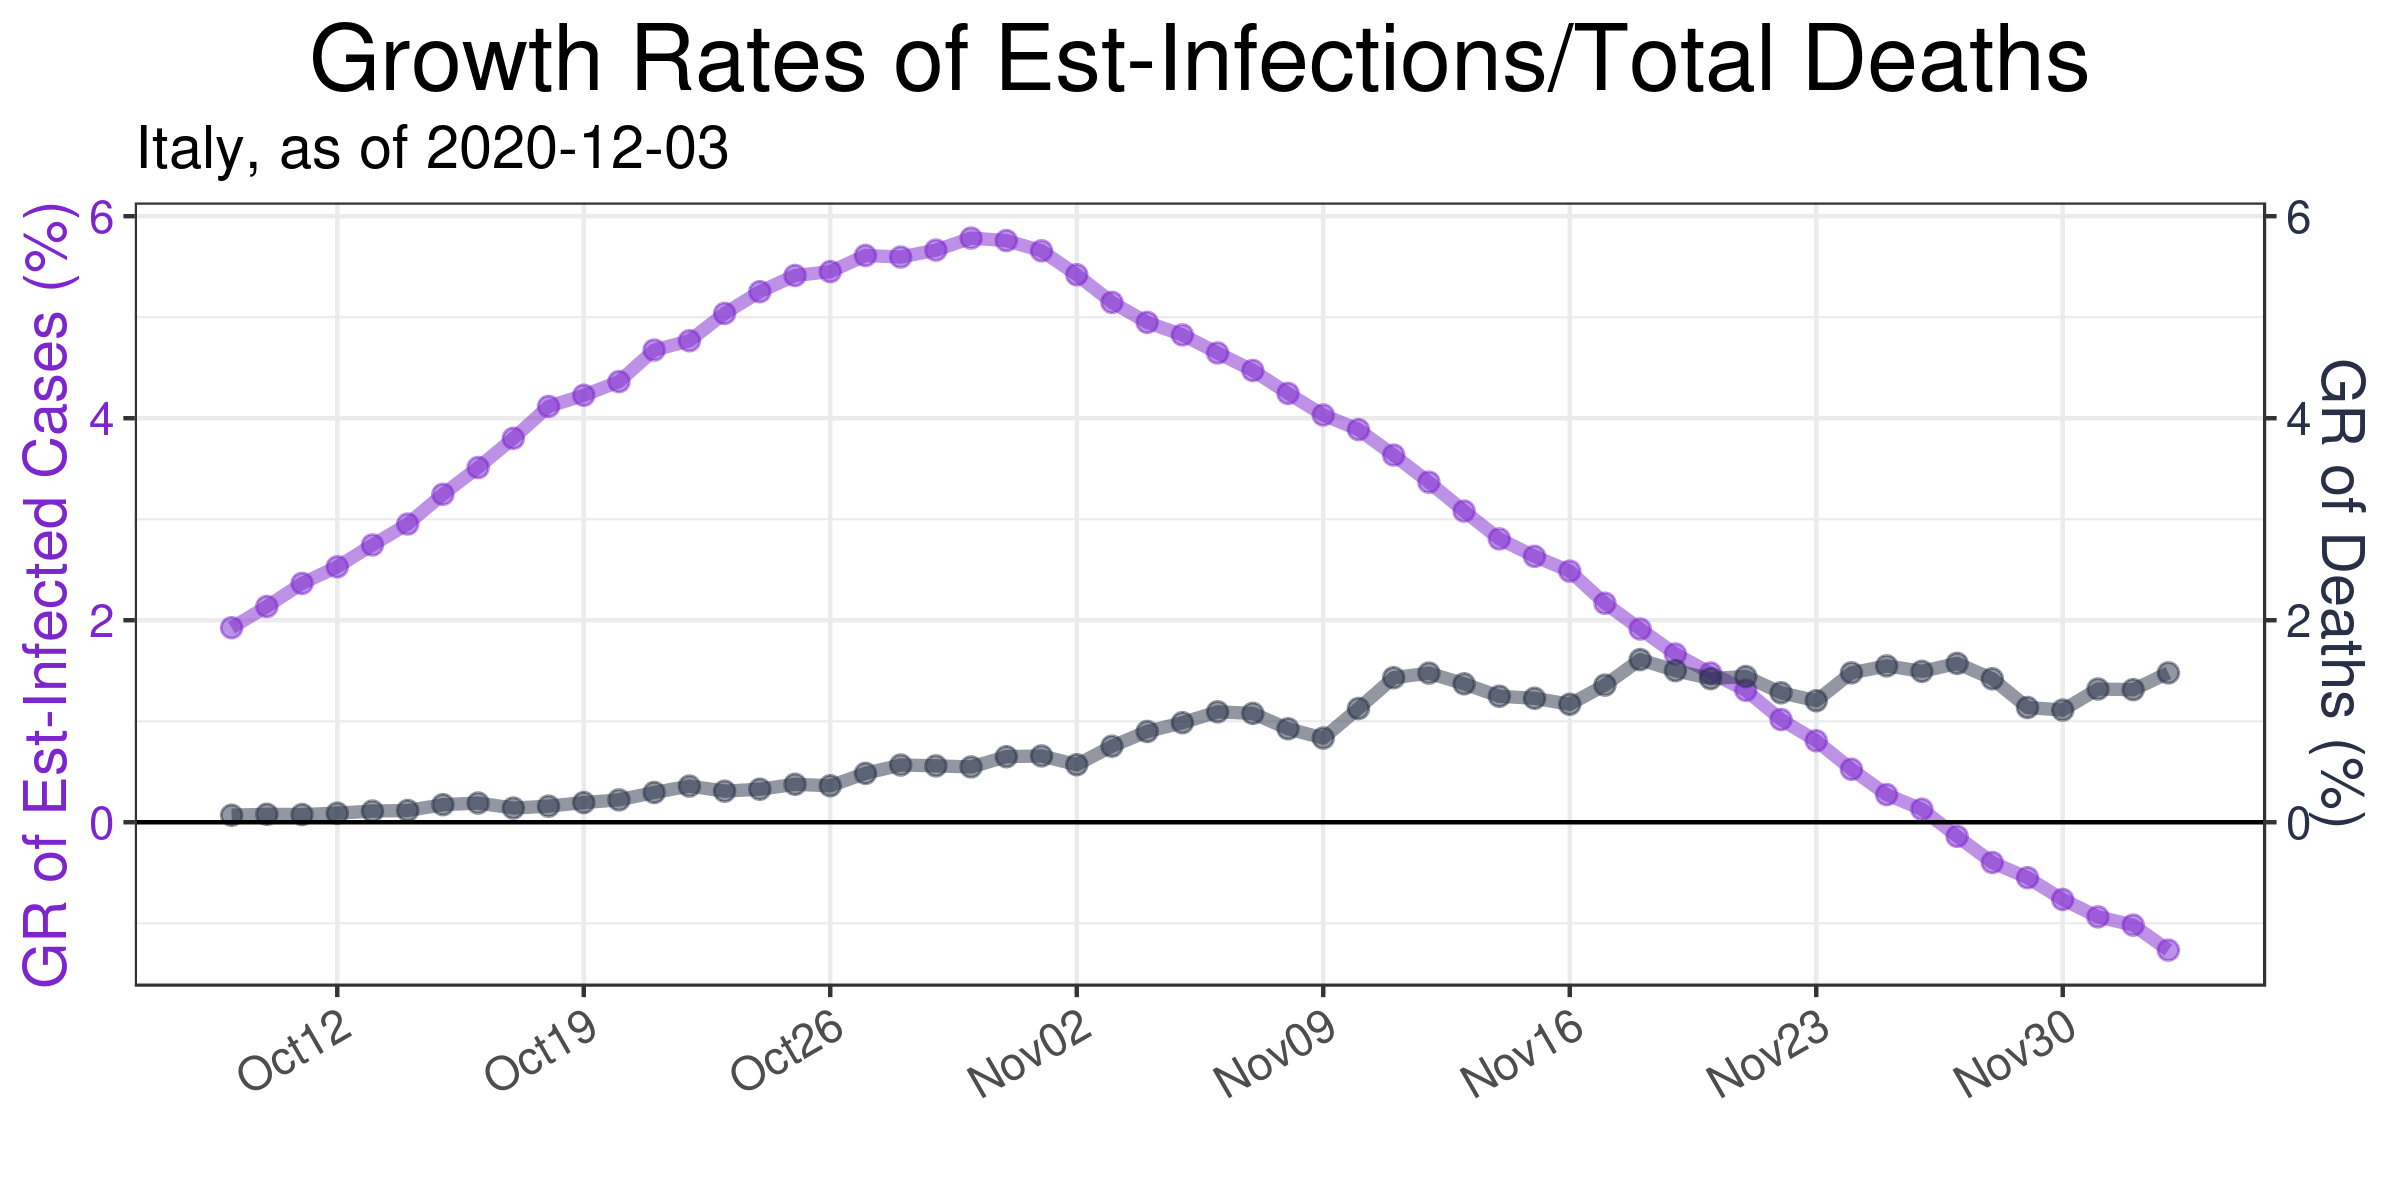 Growth Rates of Est-Infections/Total Deaths
Italy, as of 2020-12-03
GR of Est-Infected Cases (%)
6
4
2
0
6
4
2
0
GR of Deaths (%)
Oct12
Oct19
Oct26
Nov02
Nov09
Nov16
Nov23
Nov30